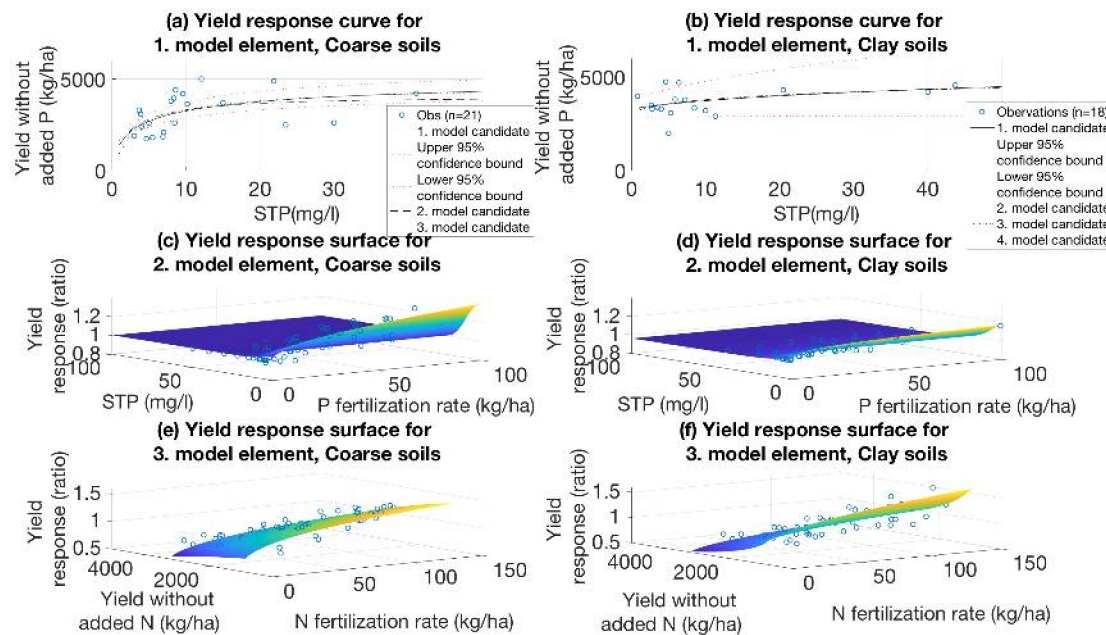 (a) Yield response curve for
1. model element, Coarse soils
Yield without
added P (kg/ha)
5000
0
0
10
20
30
STP(mg/l)
Obs (n=21)
1. model candidate
Upper 95%
confidence bound
Lower 95%
confidence bound
2. model candidate
3. model candidate
(b) Yield response curve for
1. model element, Clay soils
Yield without
added P (kg/ha)
5000
0
0
10
20
30
40
STP(mg/l)
Obervations (n=18)
1. model candidate
Upper 95%
confidence bound
Lower 95%
confidence bound
2. model candidate
3. model candidate
4. model candidate
(c) Yield response surface for
2. model element, Coarse soils
Yield
response (ratio)
1.2
1
0.8
100
50
0
0
50
100
STP (mg/l)
P fertilization rate (kg/ha)
(d) Yield response surface for
2. model element, Clay soils
Yield
response (ratio)
1.2
1
0.8
100
50
0
0
50
100
STP (mg/l)
P fertilization rate (kg/ha)
(e) Yield response surface for
3. model element, Coarse soils
Yield
response (ratio)
1.5
1
0.5
4000
2000
0
50
100
150
Yield without
added N (kg/ha)
N fertilization rate (kg/ha)
(f) Yield response surface for
3. model element, Clay soils
Yield
response (ratio)
1.5
1
0.5
4000
2000
0
50
100
150
Yield without
added N (kg/ha)
N fertilization rate (kg/ha)